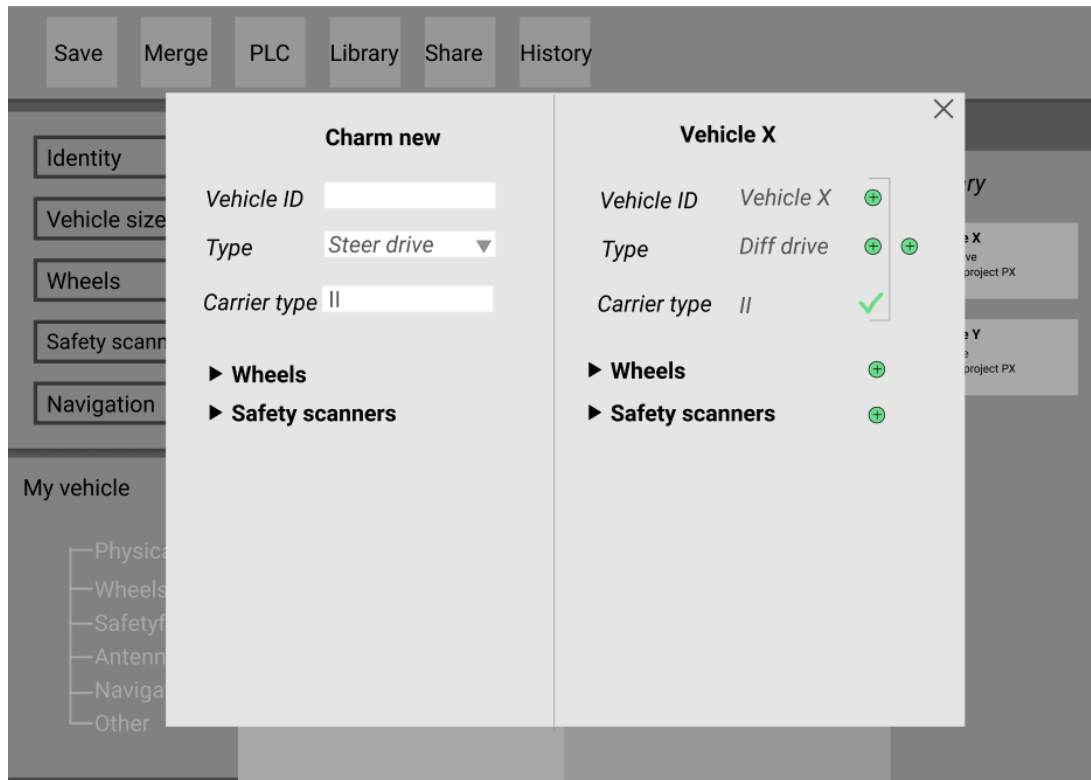 Save Merge PLC Library Share History
Charm new
Vehicle ID
Type Steer drive
Carrier type II
Wheels
Safety scanners
Vehicle X
Vehicle ID Vehicle X
Type Diff drive
Carrier type II
Wheels
Safety scanners
Identity
Vehicle size
Wheels
Safety scann
Navigation
My vehicle
Physica
Wheels
Safetyf
Antenn
Naviga
Other
ry
e X
ve
project PX
e Y
e
project PX